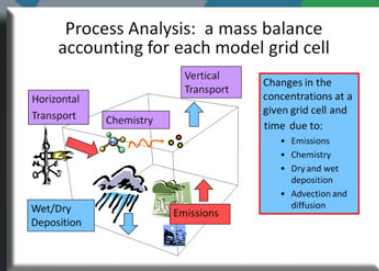 Process Analysis: a mass balance
accounting for each model grid cell
Vertical
Transport
Horizontal
Transport
Chemistry
Changes in the
concentrations at a
given grid cell and
time due to:
• Emissions
• Chemistry
• Dry and wet
deposition
• Advection and
diffusion
Wet/Dry
Deposition
Emissions